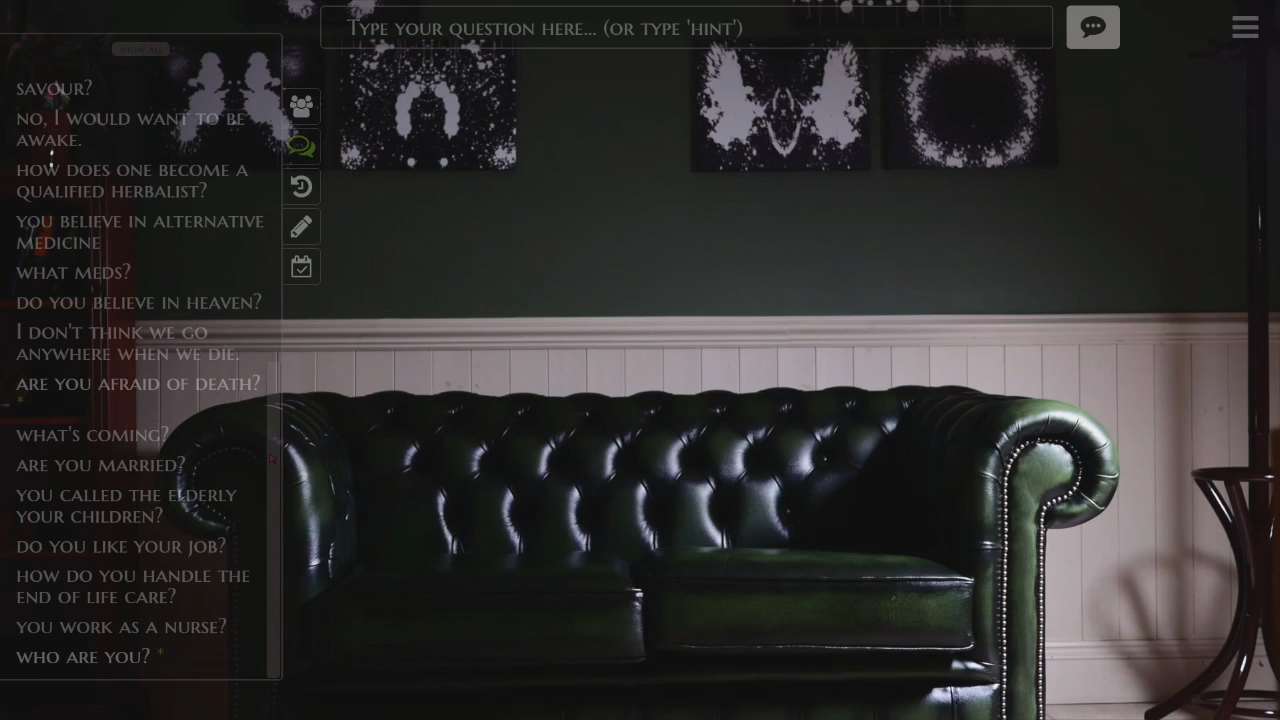 Type your question here... (or type 'hint')
Show all
savour?
No, I would want to be
awake.
How does one become a
qualified herbalist?
You believe in alternative
medicine
What meds?
Do you believe in heaven?
I don't think we go
anywhere when we die.
Are you afraid of death?
*
What's coming?
Are you married?
You called the elderly
your children?
Do you like your job?
How do you handle the
end of life care?
You work as a nurse?
Who are you? *